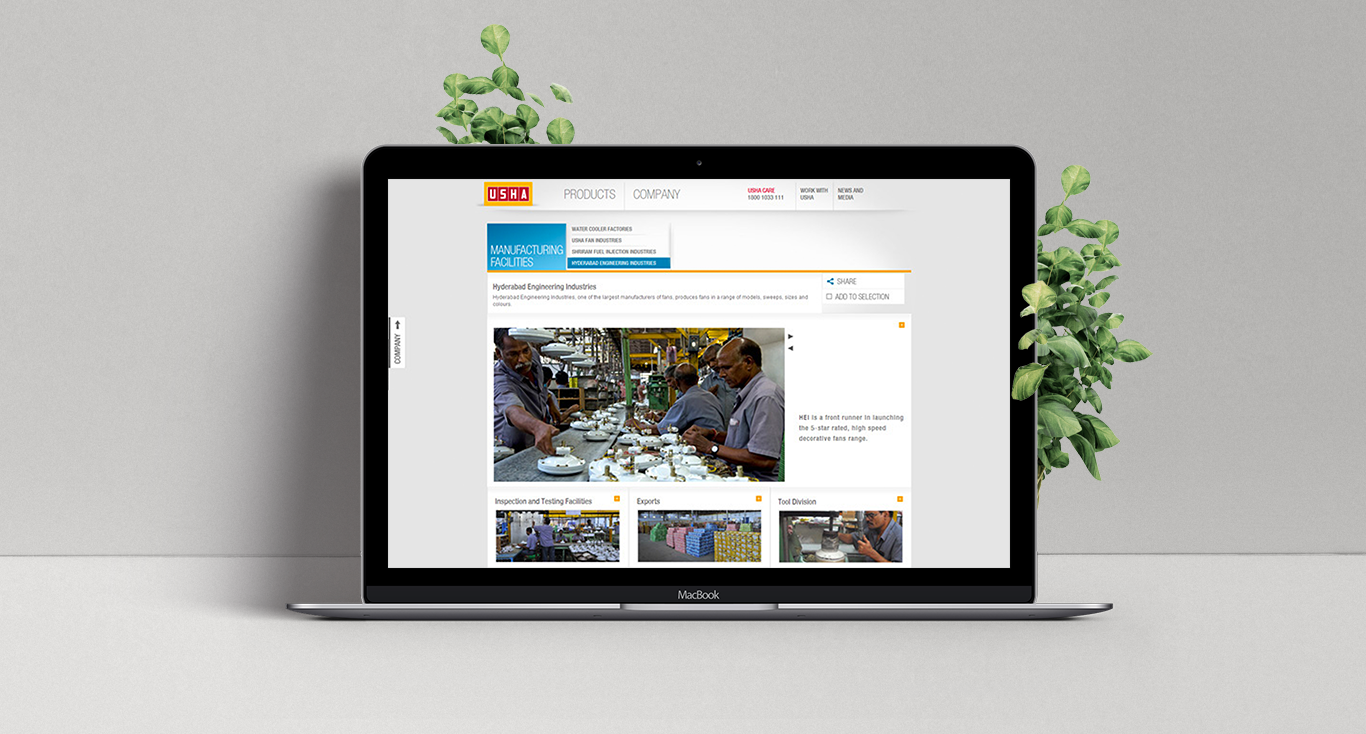 USHA
PRODUCTS
COMPANY
USHA CARE
1000 1033 111
WORK WITH
USHA
NEWS AND
MEDIA
MANUFACTURING
FACILITIES
WATER COOLER FACTORIES
USHA FAN INDUSTRIES
SHRIRAM FUEL INJECTION INDUSTRIES
HYDERABAD ENGINEERING INDUSTRIES
Hyderabad Engineering Industries
Hyderabad Engineering Industries, one of the largest manufacturers of fans, produces fans in a range of models, sweeps, sizes and
colours.
SHARE
ADD TO SELECTION
COMPANY
HEI is a front runner in launching
the 5-star rated, high speed
decorative fans range.
Inspection and Testing Facilities
Exports
Tool Division
MacBook